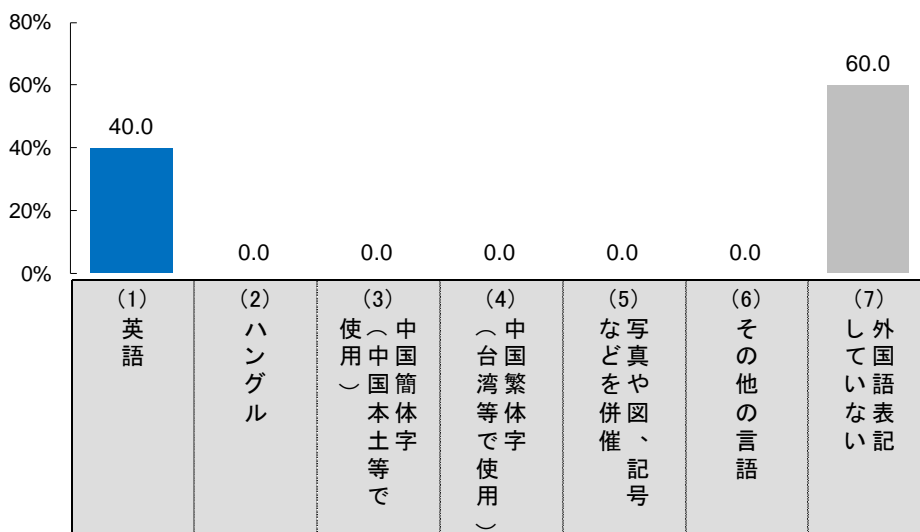 80%
60%
40%
20%
0%
40.0
0.0
0.0
0.0
0.0
0.0
60.0
(1)
英語
(2)
ハングル
(3)
中国簡体字
（中国本土等で
使用）
(4)
中国繁体字
（台湾等で使用）
(5)
写真や図、記号
などを併催
(6)
その他の言語
(7)
外国語表記
していない